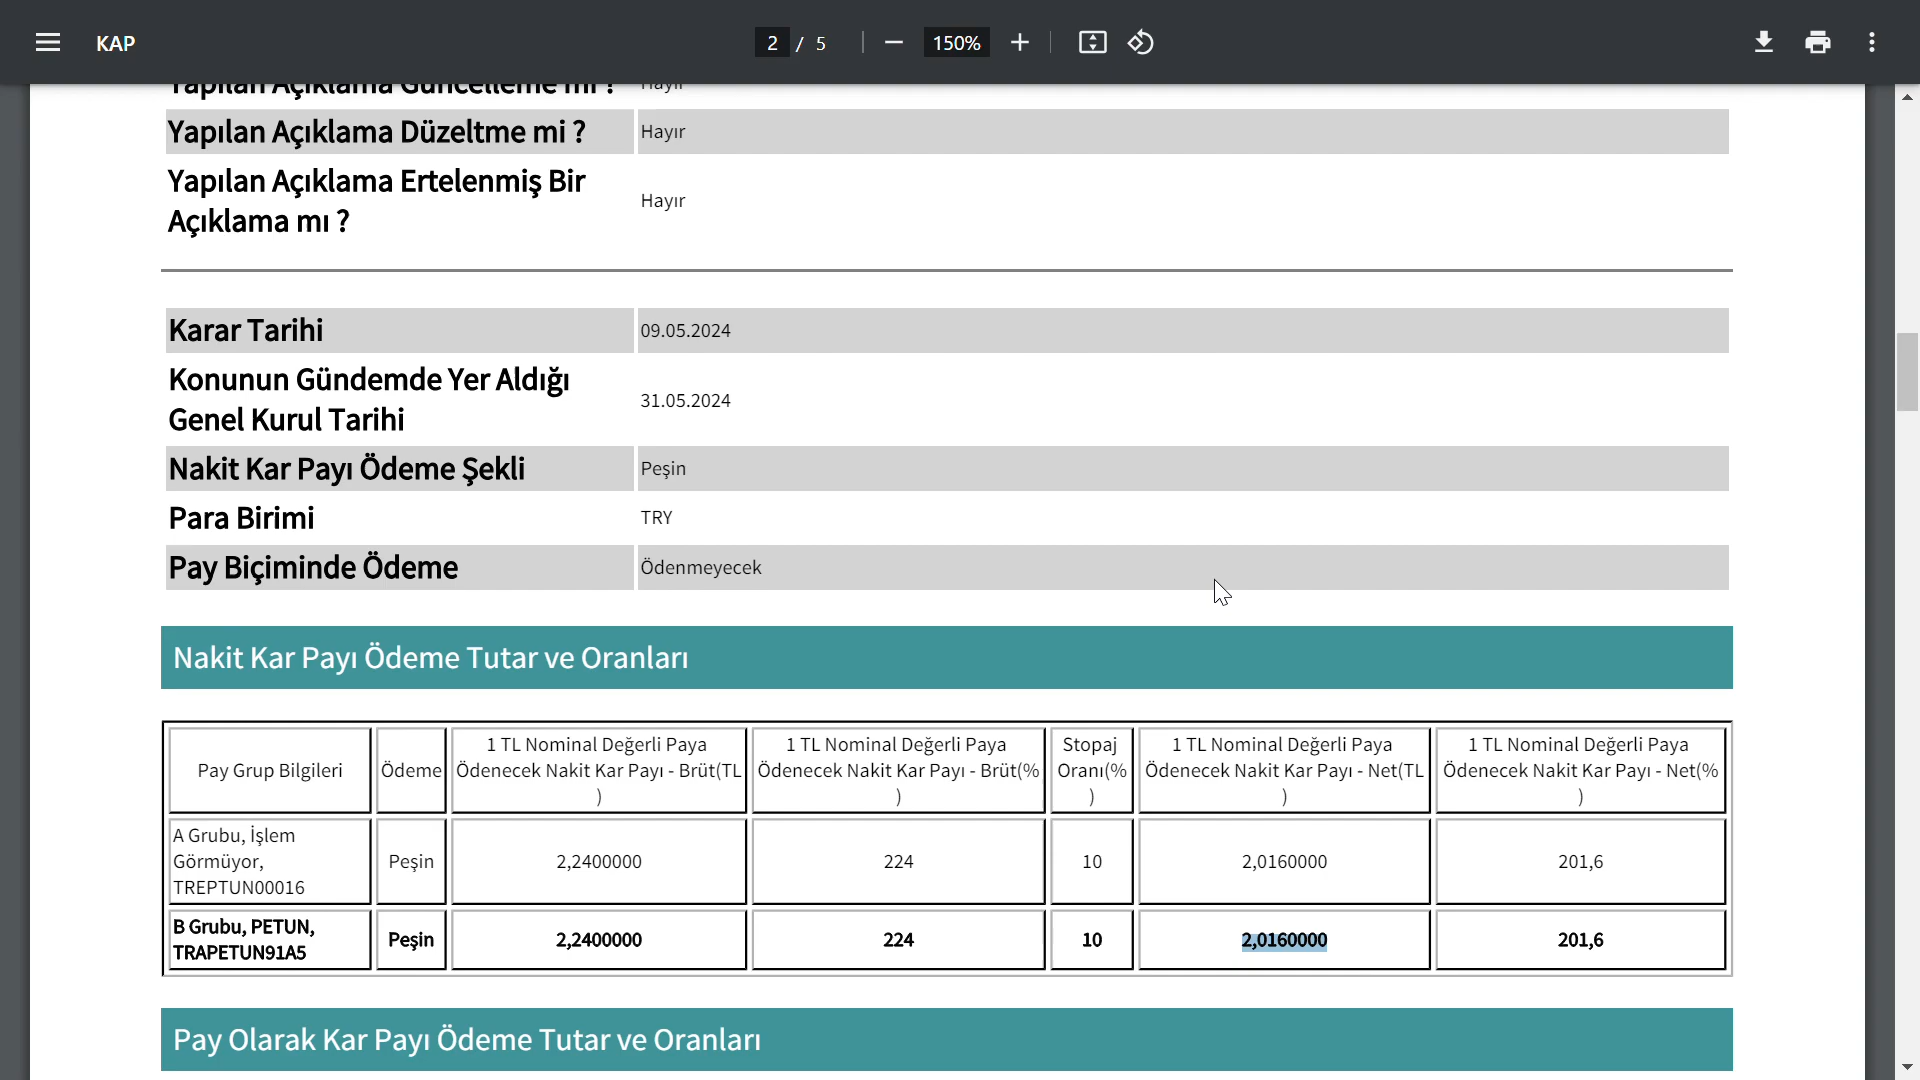 KAP
2 / 5
150%
Yapılan Açıklama Güncelleme mi ? Hayır
Yapılan Açıklama Düzeltme mi ? Hayır
Yapılan Açıklama Ertelenmiş Bir
Açıklama mı ?
Hayır
Karar Tarihi 09.05.2024
Konunun Gündemde Yer Aldığı
Genel Kurul Tarihi
31.05.2024
Nakit Kar Payı Ödeme Şekli Peşin
Para Birimi TRY
Pay Biçiminde Ödeme Ödenmeyecek
Nakit Kar Payı Ödeme Tutar ve Oranları
Pay Grup Bilgileri
Ödeme
1 TL Nominal Değerli Paya
Ödenecek Nakit Kar Payı - Brüt(TL
)
1 TL Nominal Değerli Paya
Ödenecek Nakit Kar Payı - Brüt(%
)
Stopaj
Oranı(%
)
1 TL Nominal Değerli Paya
Ödenecek Nakit Kar Payı - Net(TL
)
1 TL Nominal Değerli Paya
Ödenecek Nakit Kar Payı - Net(%
)
A Grubu, İşlem
Görmüyor,
TREPTUN00016
Peşin
2,2400000
224
10
2,0160000
201,6
B Grubu, PETUN,
TRAPETUN91A5
Peşin
2,2400000
224
10
2,0160000
201,6
Pay Olarak Kar Payı Ödeme Tutar ve Oranları